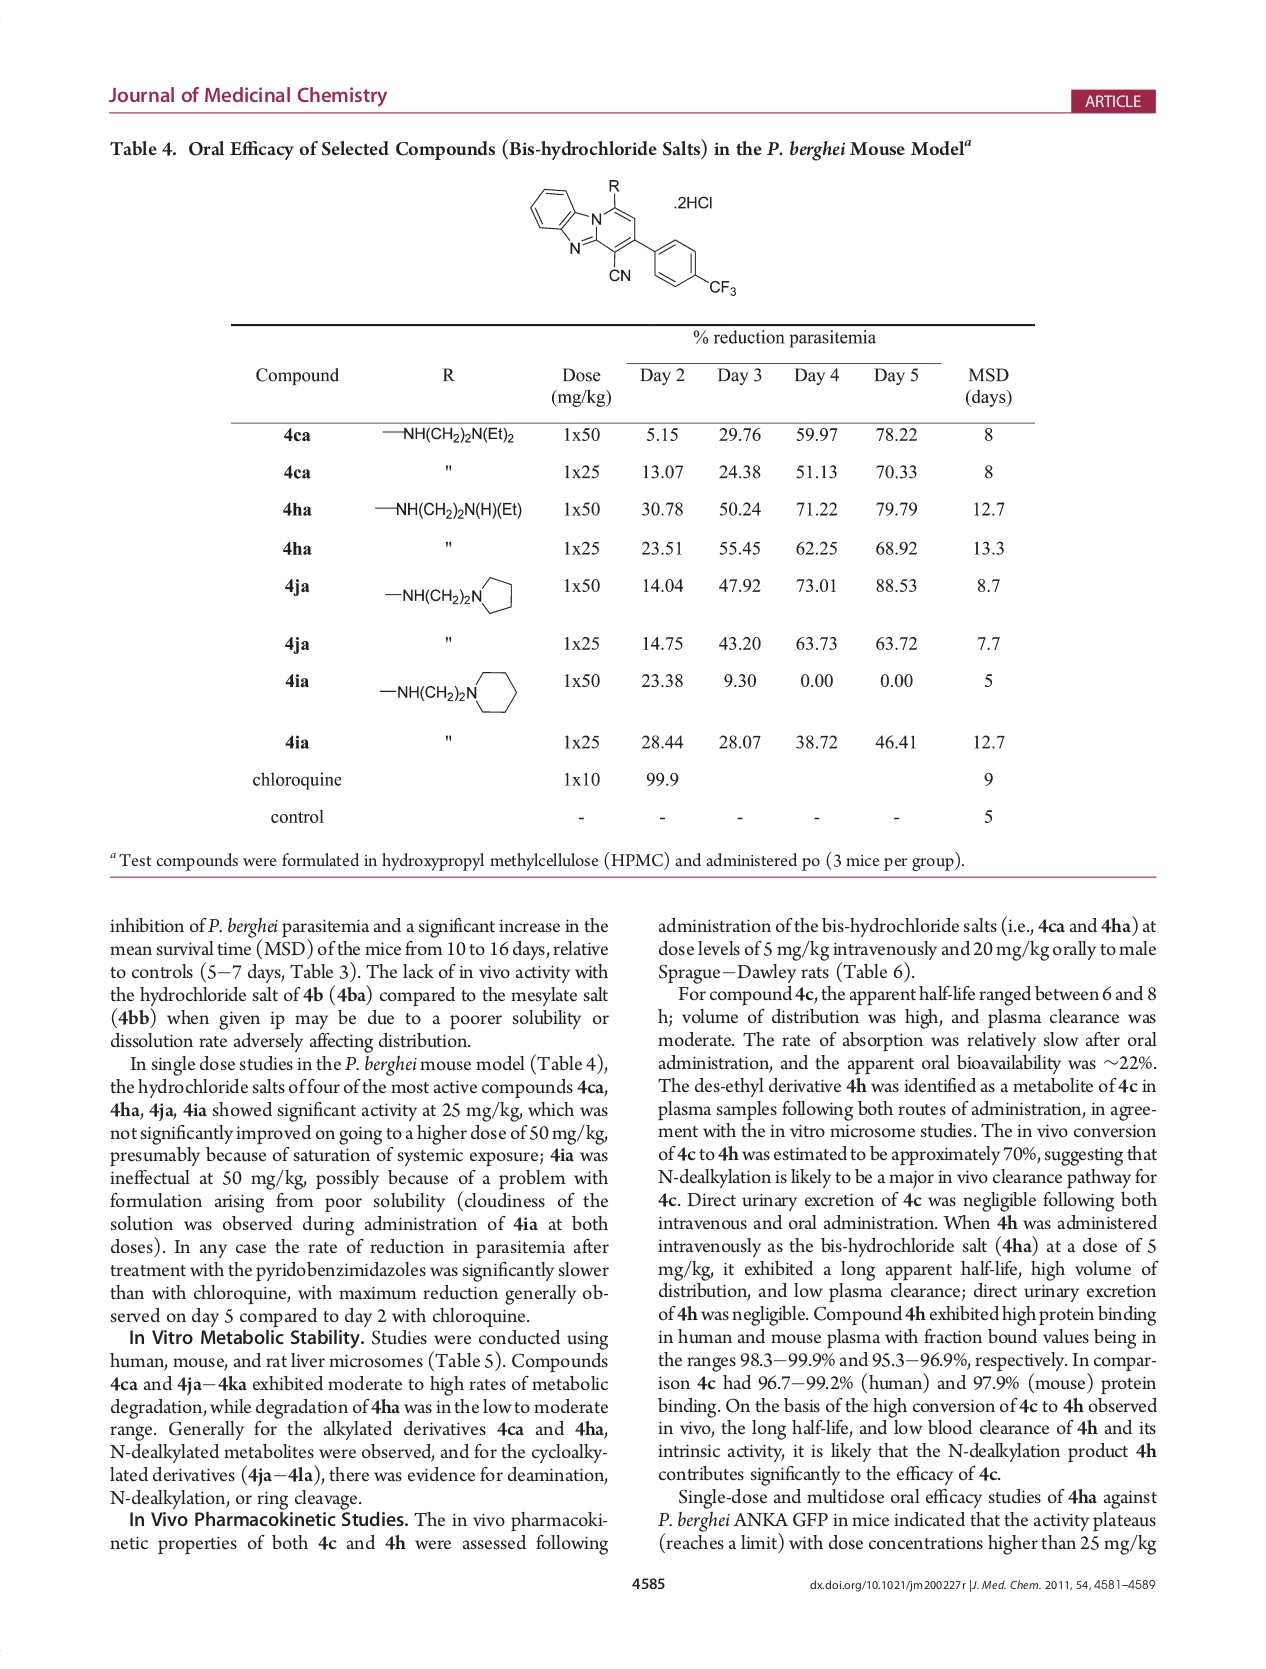 Journal of Medicinal Chemistry
ARTICLE
Table 4. Oral Efficacy of Selected Compounds (Bis-hydrochloride Salts) in the P. berghei Mouse Model^a
R
.2HCl
N
N
CN
CF3
% reduction parasitemia
Compound R Dose (mg/kg) Day 2 Day 3 Day 4 Day 5 MSD (days)
4ca —NH(CH2)2N(Et)2 1x50 5.15 29.76 59.97 78.22 8
4ca " 1x25 13.07 24.38 51.13 70.33 8
4ha —NH(CH2)2N(H)(Et) 1x50 30.78 50.24 71.22 79.79 12.7
4ha " 1x25 23.51 55.45 62.25 68.92 13.3
4ja —NH(CH2)2N 1x50 14.04 47.92 73.01 88.53 8.7
4ja " 1x25 14.75 43.20 63.73 63.72 7.7
4ia —NH(CH2)2N 1x50 23.38 9.30 0.00 0.00 5
4ia " 1x25 28.44 28.07 38.72 46.41 12.7
chloroquine 1x10 99.9 9
control - - - - - 5
^a Test compounds were formulated in hydroxypropyl methylcellulose (HPMC) and administered po (3 mice per group).
inhibition of P. berghei parasitemia and a significant increase in the
mean survival time (MSD) of the mice from 10 to 16 days, relative
to controls (5−7 days, Table 3). The lack of in vivo activity with
the hydrochloride salt of 4b (4ba) compared to the mesylate salt
(4bb) when given ip may be due to a poorer solubility or
dissolution rate adversely affecting distribution.
In single dose studies in the P. berghei mouse model (Table 4),
the hydrochloride salts of four of the most active compounds 4ca,
4ha, 4ja, 4ia showed significant activity at 25 mg/kg, which was
not significantly improved on going to a higher dose of 50 mg/kg,
presumably because of saturation of systemic exposure; 4ia was
ineffectual at 50 mg/kg, possibly because of a problem with
formulation arising from poor solubility (cloudiness of the
solution was observed during administration of 4ia at both
doses). In any case the rate of reduction in parasitemia after
treatment with the pyridobenzimidazoles was significantly slower
than with chloroquine, with maximum reduction generally ob-
served on day 5 compared to day 2 with chloroquine.
In Vitro Metabolic Stability. Studies were conducted using
human, mouse, and rat liver microsomes (Table 5). Compounds
4ca and 4ja−4ka exhibited moderate to high rates of metabolic
degradation, while degradation of 4ha was in the low to moderate
range. Generally for the alkylated derivatives 4ca and 4ha,
N-dealkylated metabolites were observed, and for the cycloalky-
lated derivatives (4ja−4la), there was evidence for deamination,
N-dealkylation, or ring cleavage.
In Vivo Pharmacokinetic Studies. The in vivo pharmacoki-
netic properties of both 4c and 4h were assessed following
administration of the bis-hydrochloride salts (i.e., 4ca and 4ha) at
dose levels of 5 mg/kg intravenously and 20 mg/kg orally to male
Sprague−Dawley rats (Table 6).
For compound 4c, the apparent half-life ranged between 6 and 8
h; volume of distribution was high, and plasma clearance was
moderate. The rate of absorption was relatively slow after oral
administration, and the apparent oral bioavailability was ∼22%.
The des-ethyl derivative 4h was identified as a metabolite of 4c in
plasma samples following both routes of administration, in agree-
ment with the in vitro microsome studies. The in vivo conversion
of 4c to 4h was estimated to be approximately 70%, suggesting that
N-dealkylation is likely to be a major in vivo clearance pathway for
4c. Direct urinary excretion of 4c was negligible following both
intravenous and oral administration. When 4h was administered
intravenously as the bis-hydrochloride salt (4ha) at a dose of 5
mg/kg, it exhibited a long apparent half-life, high volume of
distribution, and low plasma clearance; direct urinary excretion
of 4h was negligible. Compound 4h exhibited high protein binding
in human and mouse plasma with fraction bound values being in
the ranges 98.3−99.9% and 95.3−96.9%, respectively. In compar-
ison 4c had 96.7−99.2% (human) and 97.9% (mouse) protein
binding. On the basis of the high conversion of 4c to 4h observed
in vivo, the long half-life, and low blood clearance of 4h and its
intrinsic activity, it is likely that the N-dealkylation product 4h
contributes significantly to the efficacy of 4c.
Single-dose and multidose oral efficacy studies of 4ha against
P. berghei ANKA GFP in mice indicated that the activity plateaus
(reaches a limit) with dose concentrations higher than 25 mg/kg
4585
dx.doi.org/10.1021/jm200227r |J. Med. Chem. 2011, 54, 4581–4589